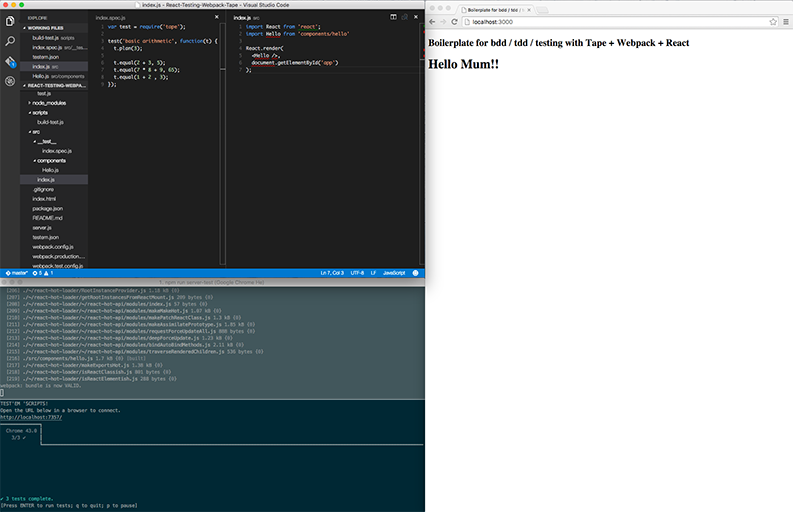 index.js - React-Testing-Webpack-Tape - Visual Studio Code
EXPLORE
WORKING FILES
build-test.js scripts
index.spec.js src/__tes...
testem.json
index.js src
Hello.js src/components
REACT-TESTING-WEBPA...
test.js
node_modules
scripts
build-test.js
src
__test__
index.spec.js
components
Hello.js
index.js
.gitignore
index.html
package.json
README.md
server.js
testem.json
webpack.config.js
webpack.production....
webpack.test.config.js
index.spec.js
1 var test = require('tape');
2
3 test('basic arithmetic', function(t) {
4 t.plan(3);
5
6 t.equal(2 + 3, 5);
7 t.equal(7 * 8 + 9, 65);
8 t.equal(1 + 2 , 3);
9 });
index.js src
1 import React from 'react';
2 import Hello from 'components/hello'
3
4 React.render(
5 <Hello />,
6 document.getElementById('app')
7 );
master* 5 1
Ln 7, Col 3 UTF-8 LF JavaScript
1. npm run server-test (Google Chrome He)
[206] ./~/react-hot-loader/RootInstanceProvider.js 1.18 kB {0}
[207] ./~/react-hot-loader/getRootInstancesFromReactMount.js 209 bytes {0}
[208] ./~/react-hot-loader/~/react-hot-api/modules/index.js 57 bytes {0}
[209] ./~/react-hot-loader/~/react-hot-api/modules/makeMakeHot.js 1.87 kB {0}
[210] ./~/react-hot-loader/~/react-hot-api/modules/makePatchReactClass.js 1.3 kB {0}
[211] ./~/react-hot-loader/~/react-hot-api/modules/makeAssimilatePrototype.js 1.85 kB {0}
[212] ./~/react-hot-loader/~/react-hot-api/modules/requestForceUpdateAll.js
[213] ./~/react-hot-loader/~/react-hot-api/modules/deepForceUpdate.js 1.23 kB {0}
[214] ./~/react-hot-loader/~/react-hot-api/modules/bindAutoBindMethods.js 2.11 kB {0}
[215] ./~/react-hot-loader/~/react-hot-api/modules/traverseRenderedChildren.js 536 bytes {0}
[216] ./src/components/hello.js 1.7 kB {0} [built]
[217] ./~/react-hot-loader/makeExportsHot.js 1.58 kB {0}
[218] ./~/react-hot-loader/isReactClassish.js 801 bytes {0}
[219] ./~/react-hot-loader/isReactElementish.js 288 bytes {0}
webpack: bundle is now VALID.
TEST'EM 'SCRIPTS!
Open the URL below in a browser to connect.
http://localhost:7357/
Chrome 43.0
3/3 ✔
✔ 3 tests complete.
[Press ENTER to run tests; q to quit; p to pause]
Boilerplate for bdd / tdd / t
localhost:3000
Boilerplate for bdd / tdd / testing with Tape + Webpack + React
Hello Mum!!